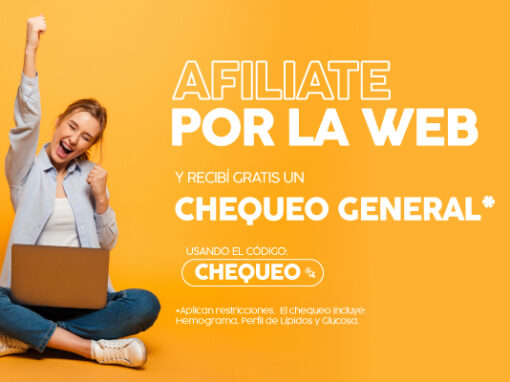 AFILIATE
POR LA WEB
Y RECIBÍ GRATIS UN
CHEQUEO GENERAL*
USANDO EL CÓDIGO:
CHEQUEO
*Aplican restricciones. El chequeo incluye:
Hemograma, Perfil de Lípidos y Glucosa.